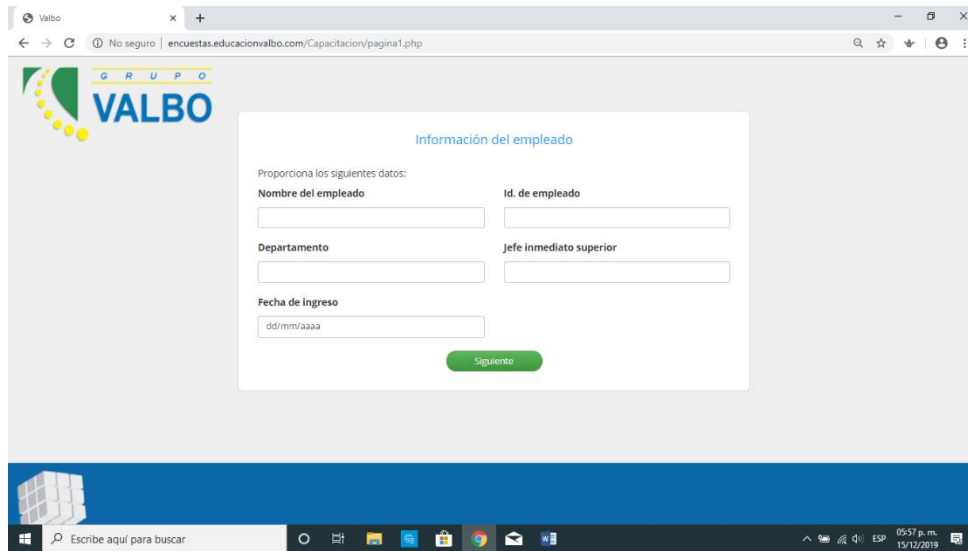 Valbo
No seguro | encuestas.educacionvalbo.com/Capacitacion/pagina1.php
GRUPO
VALBO
Información del empleado
Proporciona los siguientes datos:
Nombre del empleado
Id. de empleado
Departamento
Jefe inmediato superior
Fecha de ingreso
dd/mm/aaaa
Siguiente
Escribe aquí para buscar
ESP
05:57 p. m.
15/12/2019